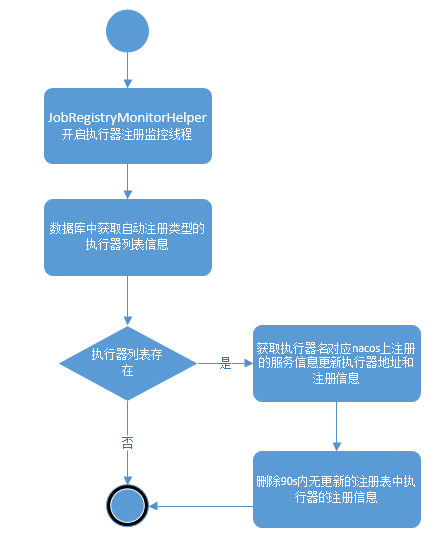 JobRegistryMonitorHelper
开启执行器注册监控线程
数据库中获取自动注册类型的
执行器列表信息
执行器列表存
在
是
获取执行器名对应nacos上注册
的服务信息更新执行器地址和
注册信息
否
删除90s内无更新的注册表中执
行器的注册信息